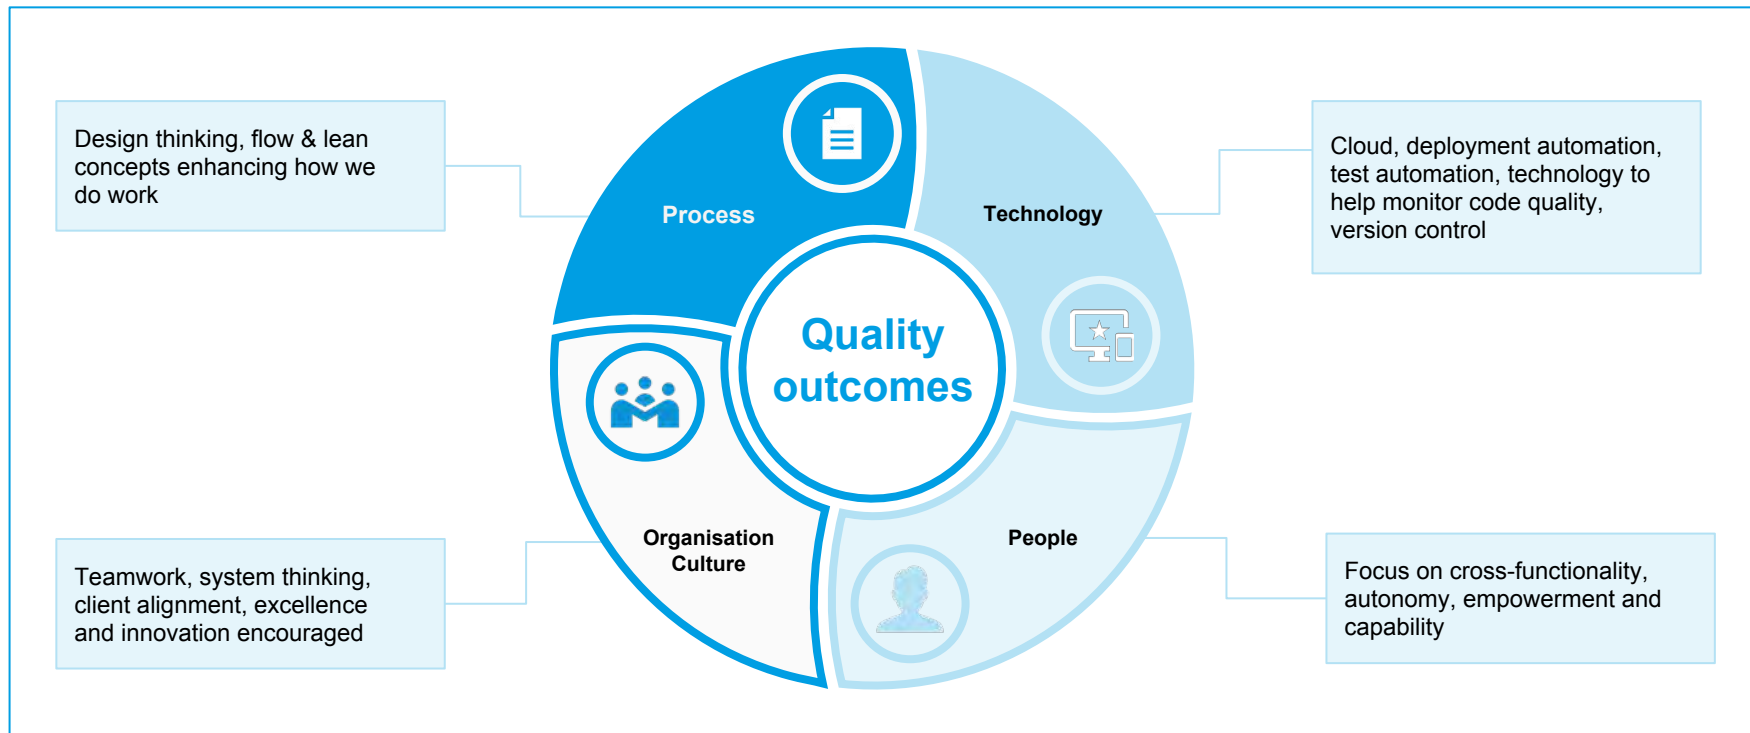 Design thinking, flow & lean
concepts enhancing how we
do work
Process
Technology
Cloud, deployment automation,
test automation, technology to
help monitor code quality,
version control
Quality
outcomes
Organisation
Culture
People
Teamwork, system thinking,
client alignment, excellence
and innovation encouraged
Focus on cross-functionality,
autonomy, empowerment and
capability